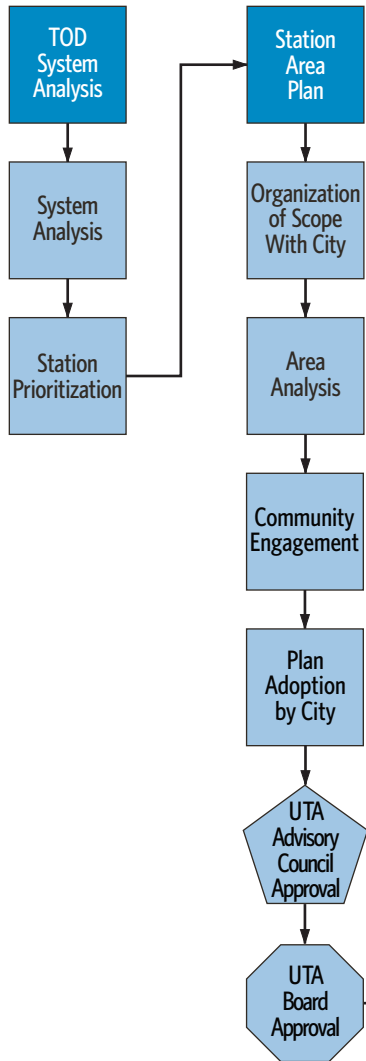 TOD
System
Analysis
System
Analysis
Station
Prioritization
Station
Area
Plan
Organization
of Scope
With City
Area
Analysis
Community
Engagement
Plan
Adoption
by City
UTA
Advisory
Council
Approval
UTA
Board
Approval